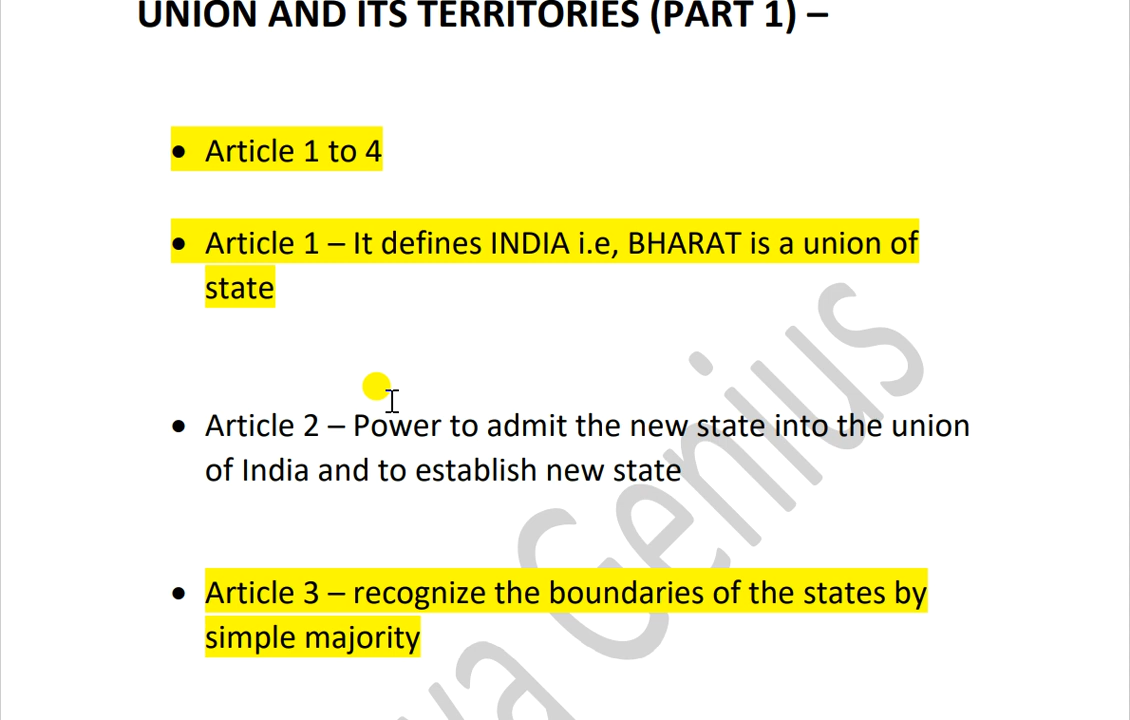 UNION AND ITS TERRITORIES (PART 1) –
• Article 1 to 4
• Article 1 – It defines INDIA i.e, BHARAT is a union of
state
• Article 2 – Power to admit the new state into the union
of India and to establish new state
• Article 3 – recognize the boundaries of the states by
simple majority
Genius